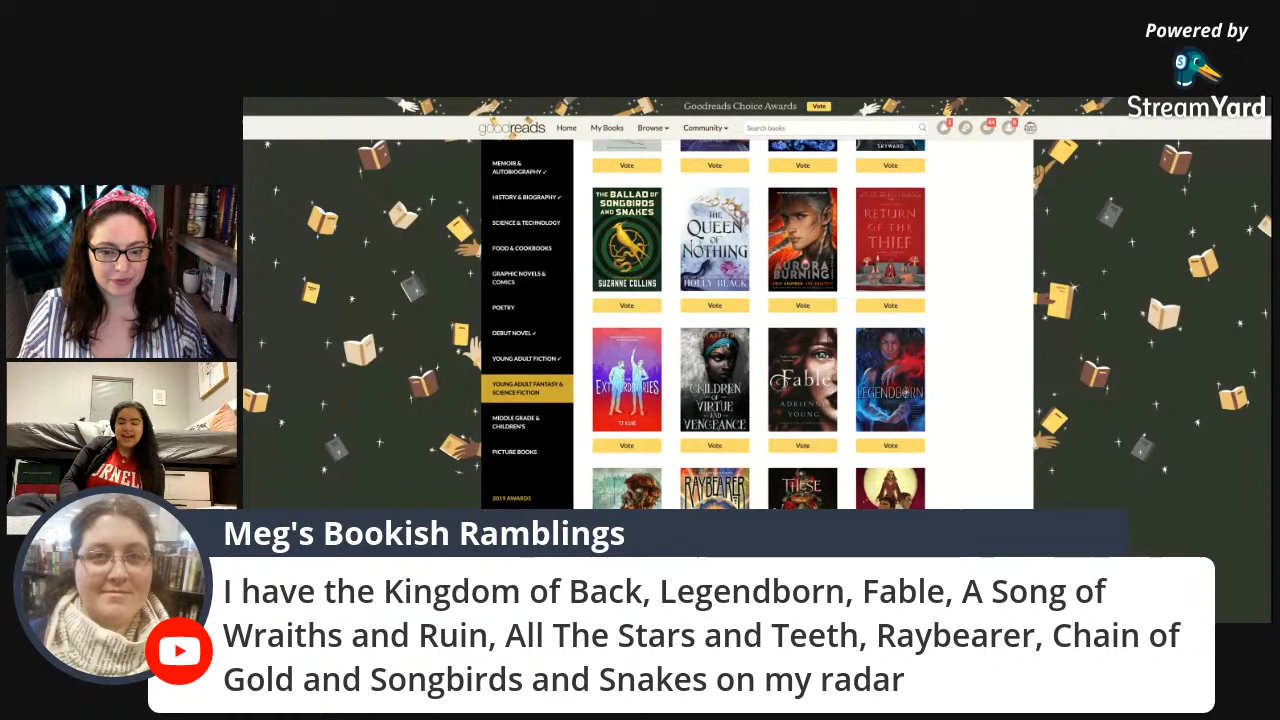 Powered by
StreamYard
Goodreads Choice Awards Vote
goodreads Home My Books Browse Community Search books
SKYWARD
MEMOIR &
AUTOBIOGRAPHY ✓
HISTORY & BIOGRAPHY ✓
SCIENCE & TECHNOLOGY
FOOD & COOKBOOKS
GRAPHIC NOVELS &
COMICS
POETRY
DEBUT NOVEL ✓
YOUNG ADULT FICTION ✓
YOUNG ADULT FANTASY &
SCIENCE FICTION
MIDDLE GRADE &
CHILDREN'S
PICTURE BOOKS
2019 AWARDS
Vote Vote Vote Vote
THE BALLAD OF
SONGBIRDS
AND SNAKES
SUZANNE COLLINS
THE
QUEEN
OF
NOTHING
HOLLY BLACK
AURORA
BURNING
RETURN
OF THE
THIEF
Vote Vote Vote Vote
EXTRAORDINARIES
TJ KLUNE
CHILDREN
OF
VIRTUE
AND
VENGEANCE
Fable
ADRIENNE
YOUNG
LEGENDBORN
Vote Vote Vote Vote
RAYBEARER
THESE
CORNELL
Meg's Bookish Ramblings
I have the Kingdom of Back, Legendborn, Fable, A Song of
Wraiths and Ruin, All The Stars and Teeth, Raybearer, Chain of
Gold and Songbirds and Snakes on my radar